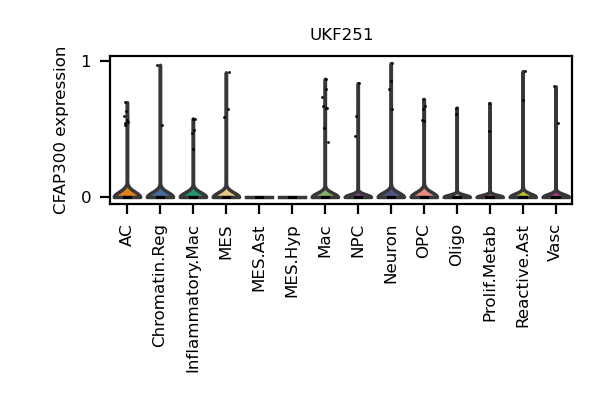 UKF251
CFAP300 expression
1
0
AC
Chromatin.Reg
Inflammatory.Mac
MES
MES.Ast
MES.Hyp
Mac
NPC
Neuron
OPC
Oligo
Prolif.Metab
Reactive.Ast
Vasc